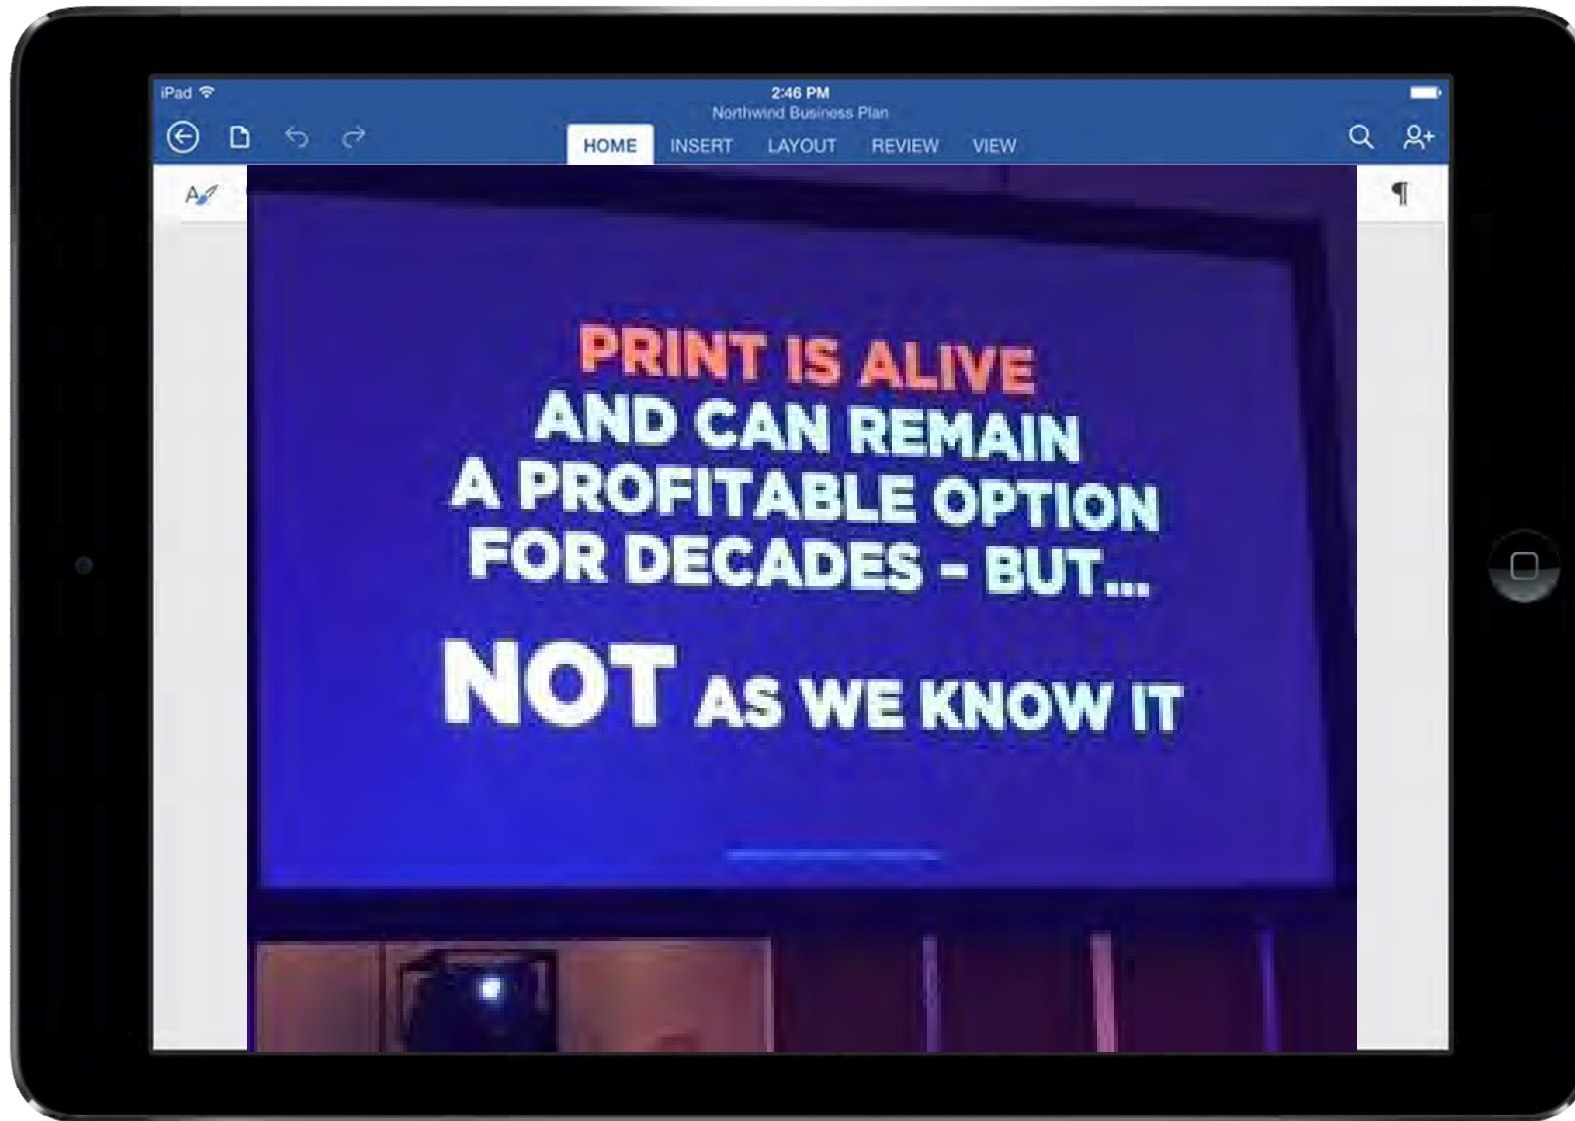 iPad
2:46 PM
Northwind Business Plan
HOME INSERT LAYOUT REVIEW VIEW
PRINT IS ALIVE
AND CAN REMAIN
A PROFITABLE OPTION
FOR DECADES – BUT...
NOT AS WE KNOW IT